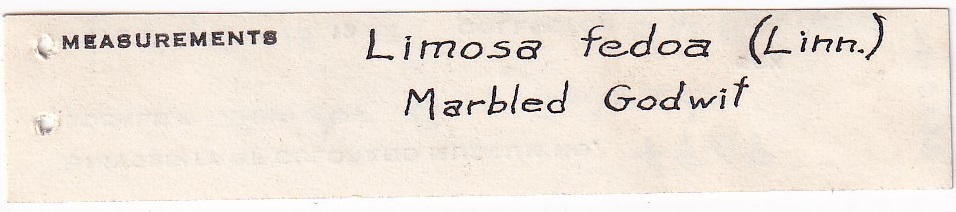 MEASUREMENTS Limosa fedoa (Linn.)
Marbled Godwit